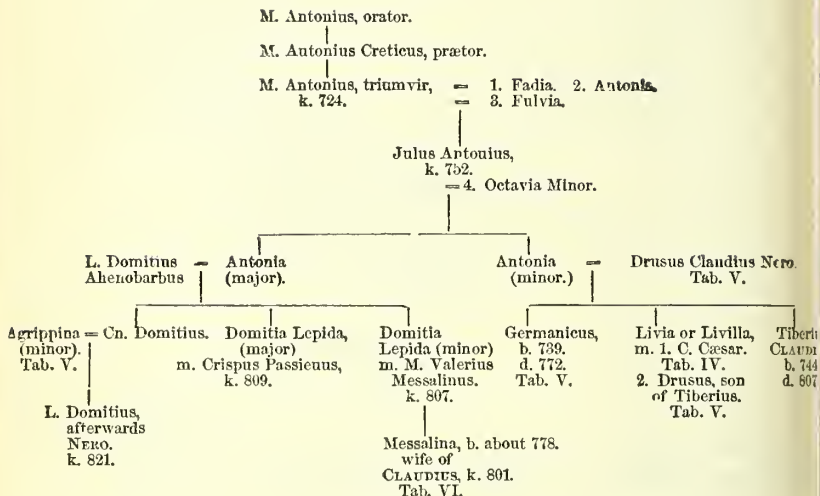 M. Antonius, orator.
M. Antonius Creticus, prætor.
M. Antonius, triumvir, = 1. Fadia. 2. Antonia.
k. 724. = 3. Fulvia.
Julus Antonius,
k. 752.
= 4. Octavia Minor.
L. Domitius = Antonia Antonia = Drusus Claudius Nero.
Ahenobarbus (major). (minor.) Tab. V.
Agrippina = Cn. Domitius. Domitia Lepida, Domitia Germanicus, Livia or Livilla, Tiberi
(minor). (major) Lepida (minor) b. 739. m. 1. C. Cæsar. CLAUDI
Tab. V. m. Crispus Passienus, m. M. Valerius d. 772. Tab. IV. b. 744
k. 809. Messalinus. Tab. V. 2. Drusus, son d. 807
k. 807. of Tiberius.
L. Domitius, Tab. V.
afterwards
NERO. Messalina, b. about 778.
k. 821. wife of
CLAUDIUS, k. 801.
Tab. VI.